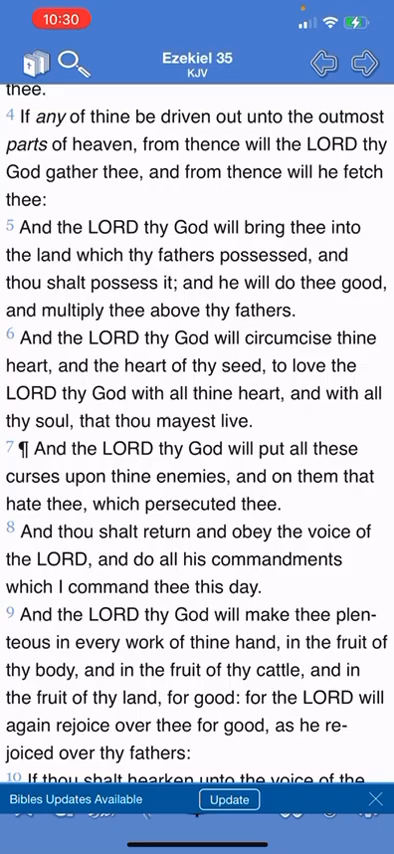 10:30
Ezekiel 35
KJV
thee.
4 If any of thine be driven out unto the outmost
parts of heaven, from thence will the LORD thy
God gather thee, and from thence will he fetch
thee:
5 And the LORD thy God will bring thee into
the land which thy fathers possessed, and
thou shalt possess it; and he will do thee good,
and multiply thee above thy fathers.
6 And the LORD thy God will circumcise thine
heart, and the heart of thy seed, to love the
LORD thy God with all thine heart, and with all
thy soul, that thou mayest live.
7 ¶ And the LORD thy God will put all these
curses upon thine enemies, and on them that
hate thee, which persecuted thee.
8 And thou shalt return and obey the voice of
the LORD, and do all his commandments
which I command thee this day.
9 And the LORD thy God will make thee plen-
teous in every work of thine hand, in the fruit of
thy body, and in the fruit of thy cattle, and in
the fruit of thy land, for good: for the LORD will
again rejoice over thee for good, as he re-
joiced over thy fathers:
10 If thou shalt hearken unto the voice of the
Bibles Updates Available
Update